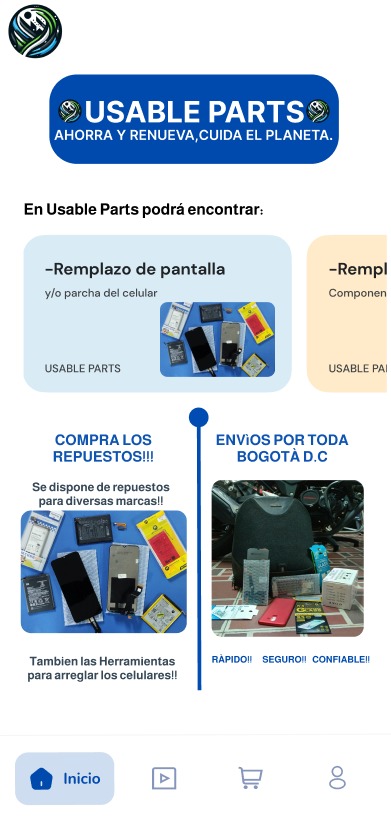 USABLE PARTS
AHORRA Y RENUEVA,CUIDA EL PLANETA.
En Usable Parts podrá encontrar:
-Remplazo de pantalla
y/o parcha del celular
USABLE PARTS
-Rempl
Componen
USABLE PA
COMPRA LOS
REPUESTOS!!!
Se dispone de repuestos
para diversas marcas!!
Tambien las Herramientas
para arreglar los celulares!!
ENVìOS POR TODA
BOGOTÀ D.C
RÀPIDO!! SEGURO!! CONFIABLE!!
Inicio